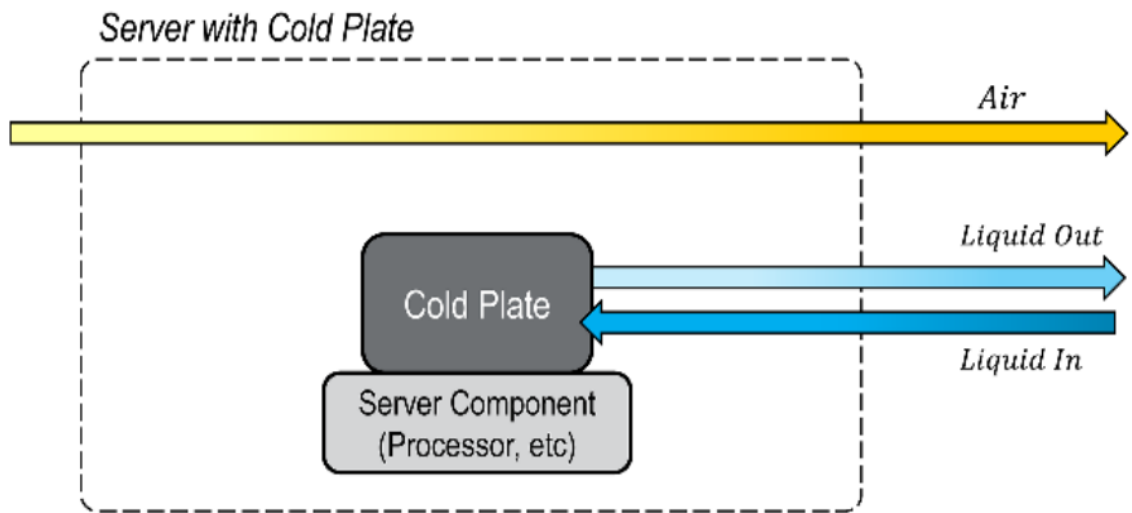 Server with Cold Plate
Air
Liquid Out
Cold Plate
Liquid In
Server Component
(Processor, etc)